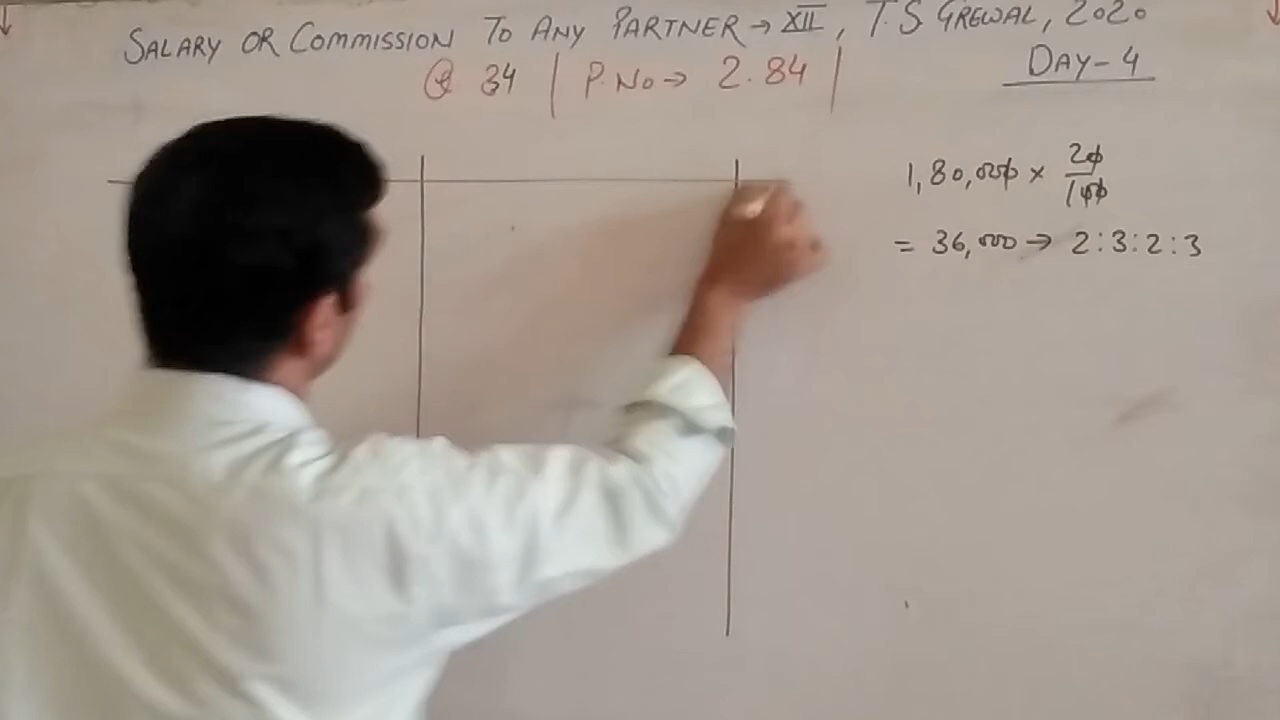 SALARY OR COMMISSION TO ANY PARTNER → XII, T.S GREWAL, 2020
Q 34 | P.No → 2.84 |
DAY-4
1,80,000 × 20/100
= 36,000 → 2:3:2:3